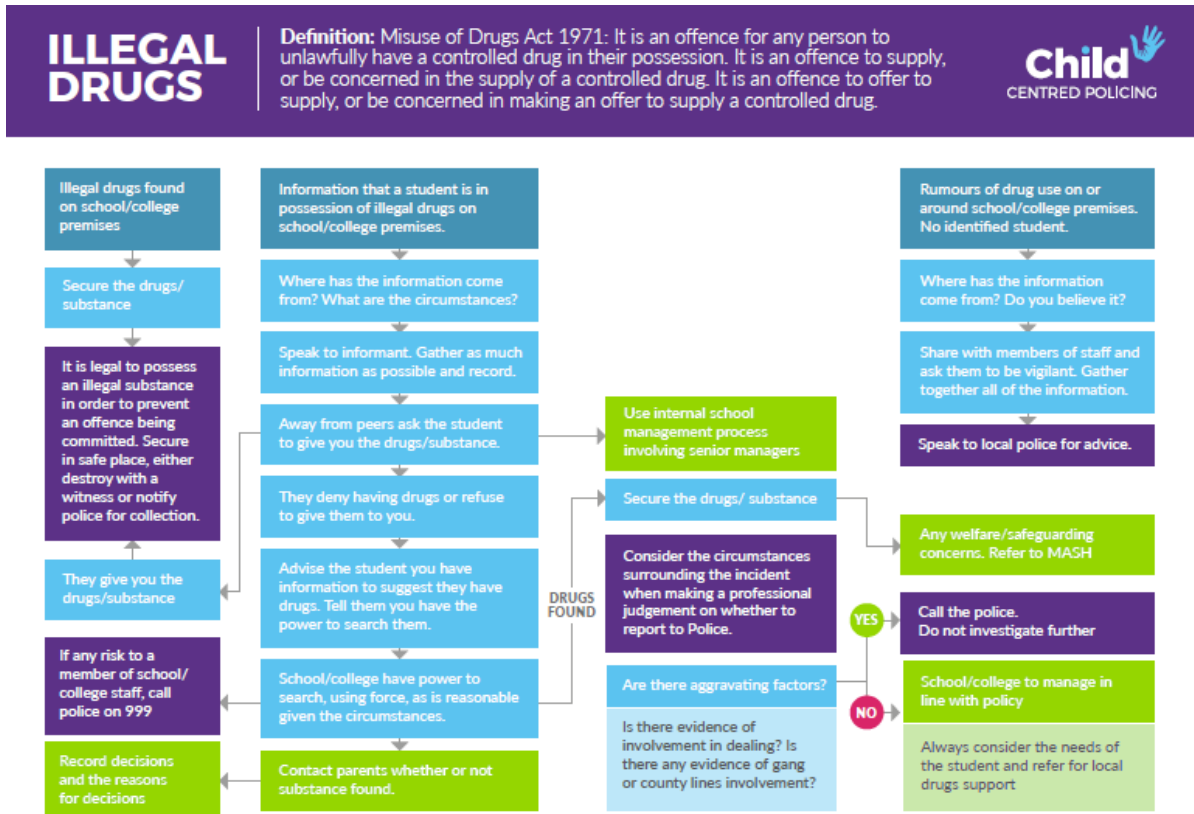 ILLEGAL
DRUGS
Definition: Misuse of Drugs Act 1971: It is an offence for any person to
unlawfully have a controlled drug in their possession. It is an offence to supply,
or be concerned in the supply of a controlled drug. It is an offence to offer to
supply, or be concerned in making an offer to supply a controlled drug.
Child
CENTRED POLICING
Illegal drugs found
on school/college
premises
Secure the drugs/
substance
It is legal to possess
an illegal substance
in order to prevent
an offence being
committed. Secure
in safe place, either
destroy with a
witness or notify
police for collection.
They give you the
drugs/substance
If any risk to a
member of school/
college staff, call
police on 999
Record decisions
and the reasons
for decisions
Information that a student is in
possession of illegal drugs on
school/college premises.
Where has the information come
from? What are the circumstances?
Speak to informant. Gather as much
information as possible and record.
Away from peers ask the student
to give you the drugs/substance.
They deny having drugs or refuse
to give them to you.
Advise the student you have
information to suggest they have
drugs. Tell them you have the
power to search them.
School/college have power to
search, using force, as is reasonable
given the circumstances.
Contact parents whether or not
substance found.
DRUGS
FOUND
Use internal school
management process
involving senior managers
Secure the drugs/ substance
Consider the circumstances
surrounding the incident
when making a professional
judgement on whether to
report to Police.
Are there aggravating factors?
Is there evidence of
involvement in dealing? Is
there any evidence of gang
or county lines involvement?
YES
NO
Rumours of drug use on or
around school/college premises.
No identified student.
Where has the information
come from? Do you believe it?
Share with members of staff and
ask them to be vigilant. Gather
together all of the information.
Speak to local police for advice.
Any welfare/safeguarding
concerns. Refer to MASH
Call the police.
Do not investigate further
School/college to manage in
line with policy
Always consider the needs of
the student and refer for local
drugs support